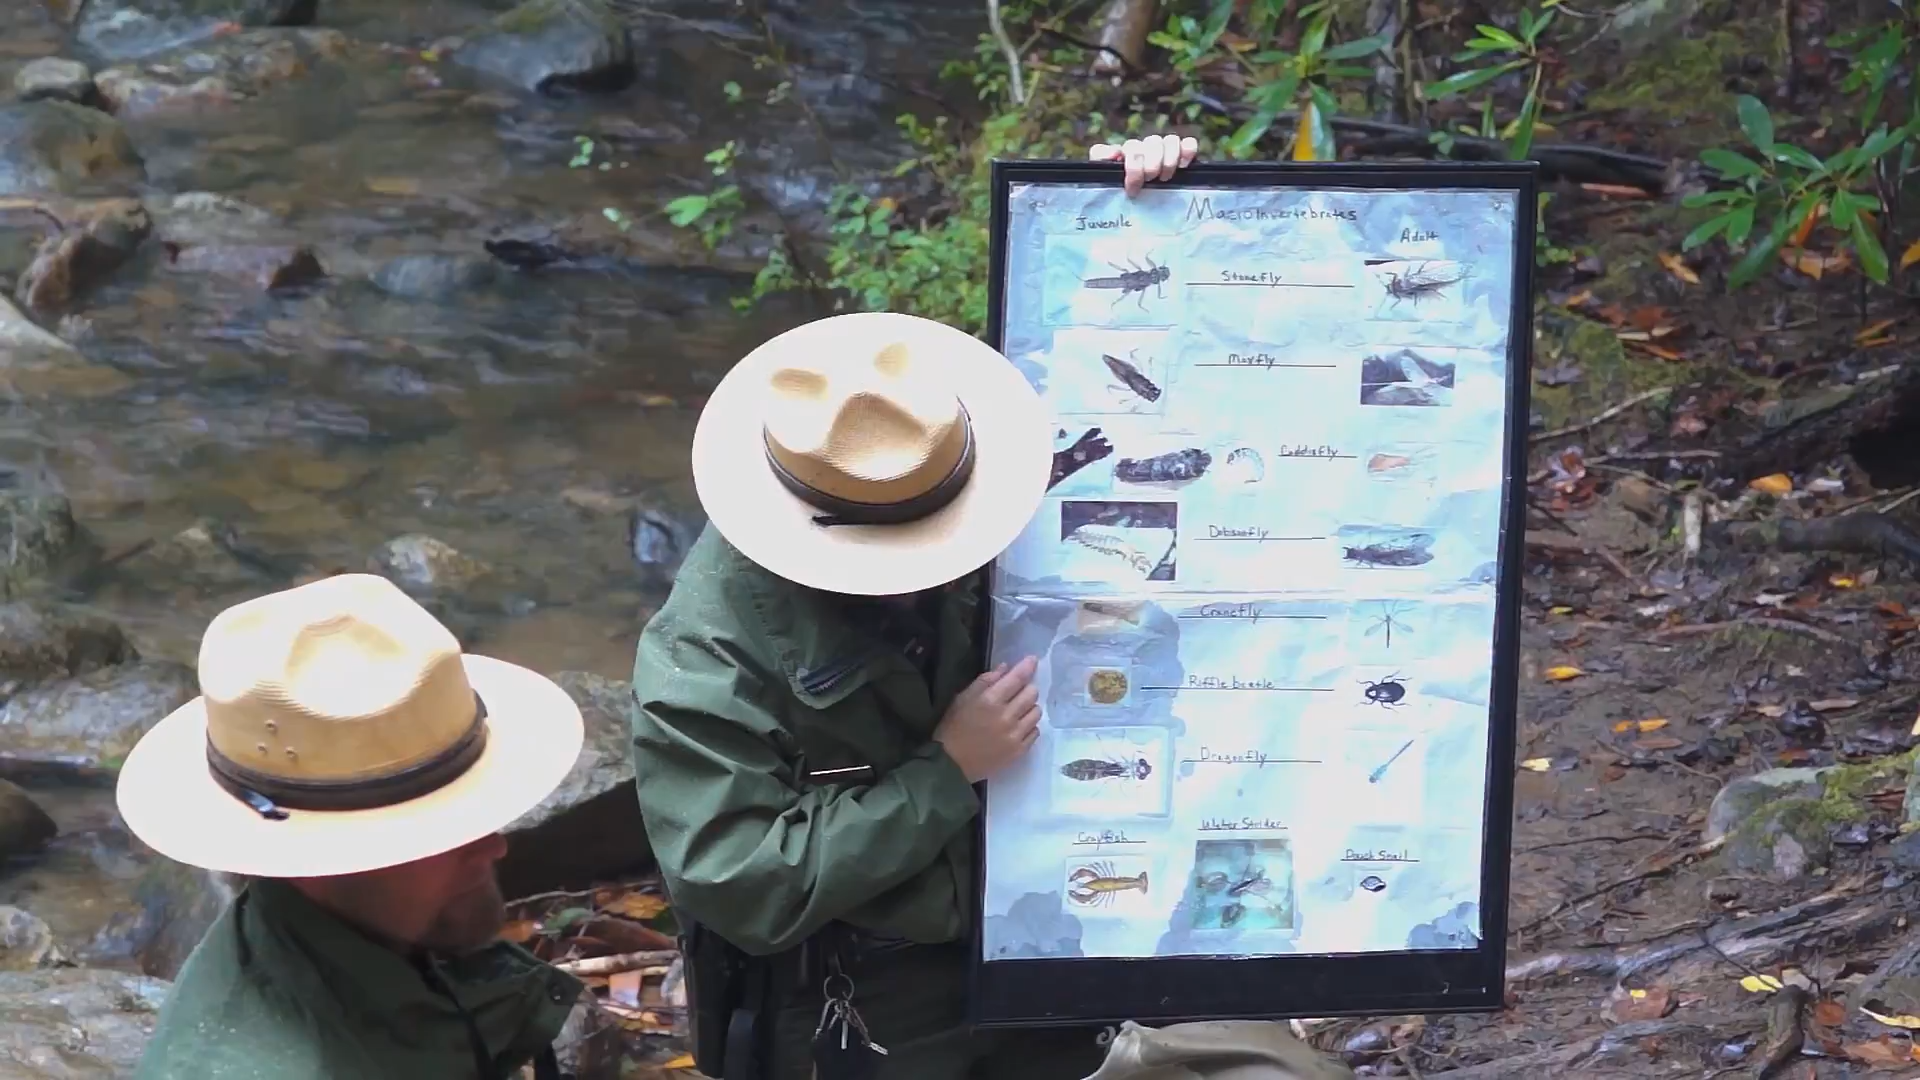 Macroinvertebrates
Juvenile
Adult
Stonefly
Mayfly
Caddisfly
Dobsonfly
Cranefly
Riffle beetle
Dragonfly
Crayfish
Water Strider
Pouch Snail